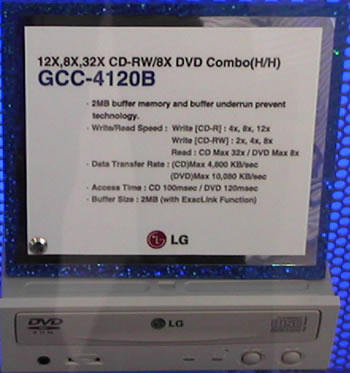 12X,8X,32X CD-RW/8X DVD Combo(H/H)
GCC-4120B
· 2MB buffer memory and buffer underrun prevent
technology.
· Write/Read Speed : Write [CD-R] : 4x, 8x, 12x
Write [CD-RW] : 2x, 4x, 8x
Read : CD Max 32x / DVD Max 8x
· Data Transfer Rate : (CD)Max 4,800 KB/sec
(DVD)Max 10,080 KB/sec
· Access Time : CD 100msec / DVD 120msec
· Buffer Size : 2MB (with ExacLink Function)
LG
DVD
LG
disc